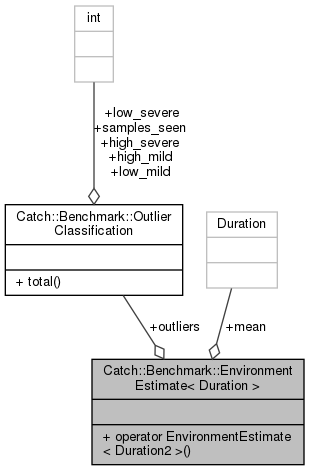 int
+low_severe
+samples_seen
+high_severe
+high_mild
+low_mild
Catch::Benchmark::Outlier
Classification
+ total()
Duration
+outliers
+mean
Catch::Benchmark::Environment
Estimate< Duration >
+ operator EnvironmentEstimate
< Duration2 >()